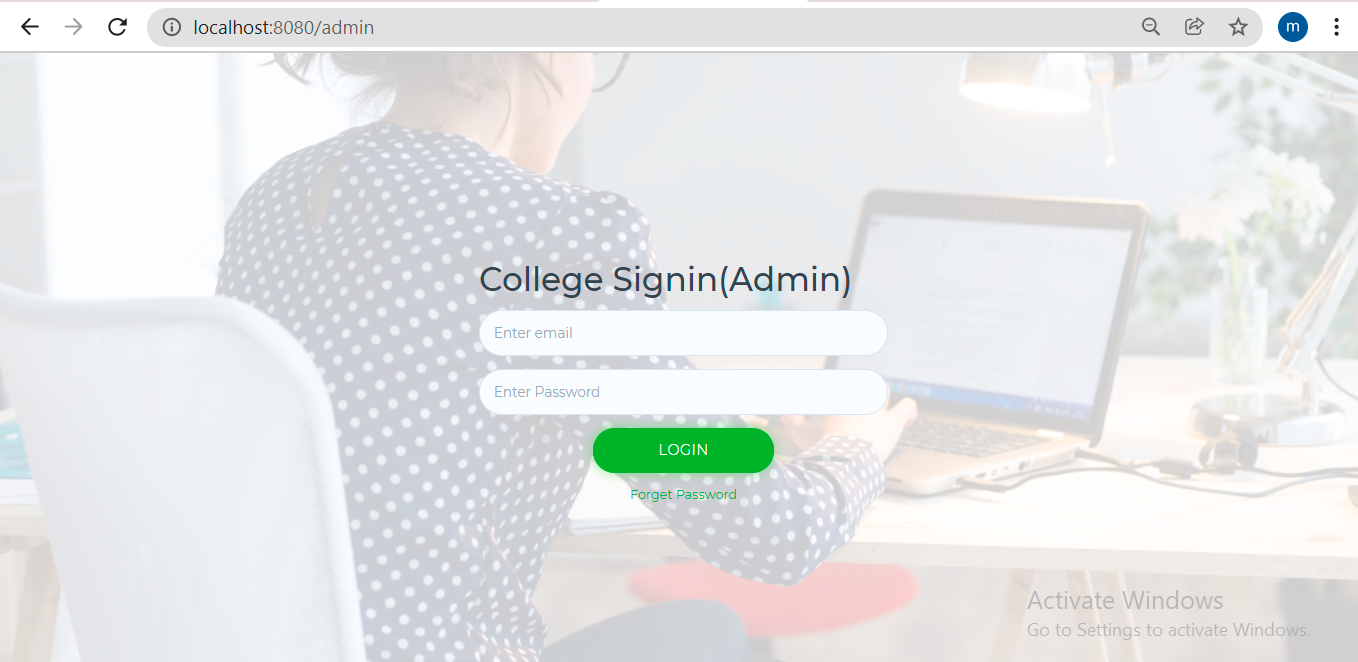 localhost:8080/admin
m
College Signin(Admin)
Enter email
Enter Password
LOGIN
Forget Password
Activate Windows
Go to Settings to activate Windows.